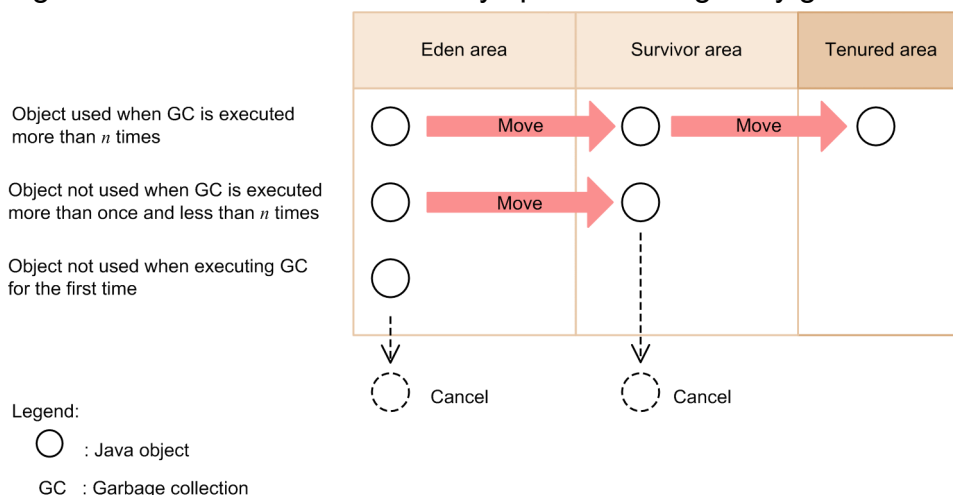 Eden area Survivor area Tenured area
Object used when GC is executed
more than n times
Move Move
Object not used when GC is executed
more than once and less than n times
Move
Object not used when executing GC
for the first time
Cancel Cancel
Legend:
: Java object
GC : Garbage collection